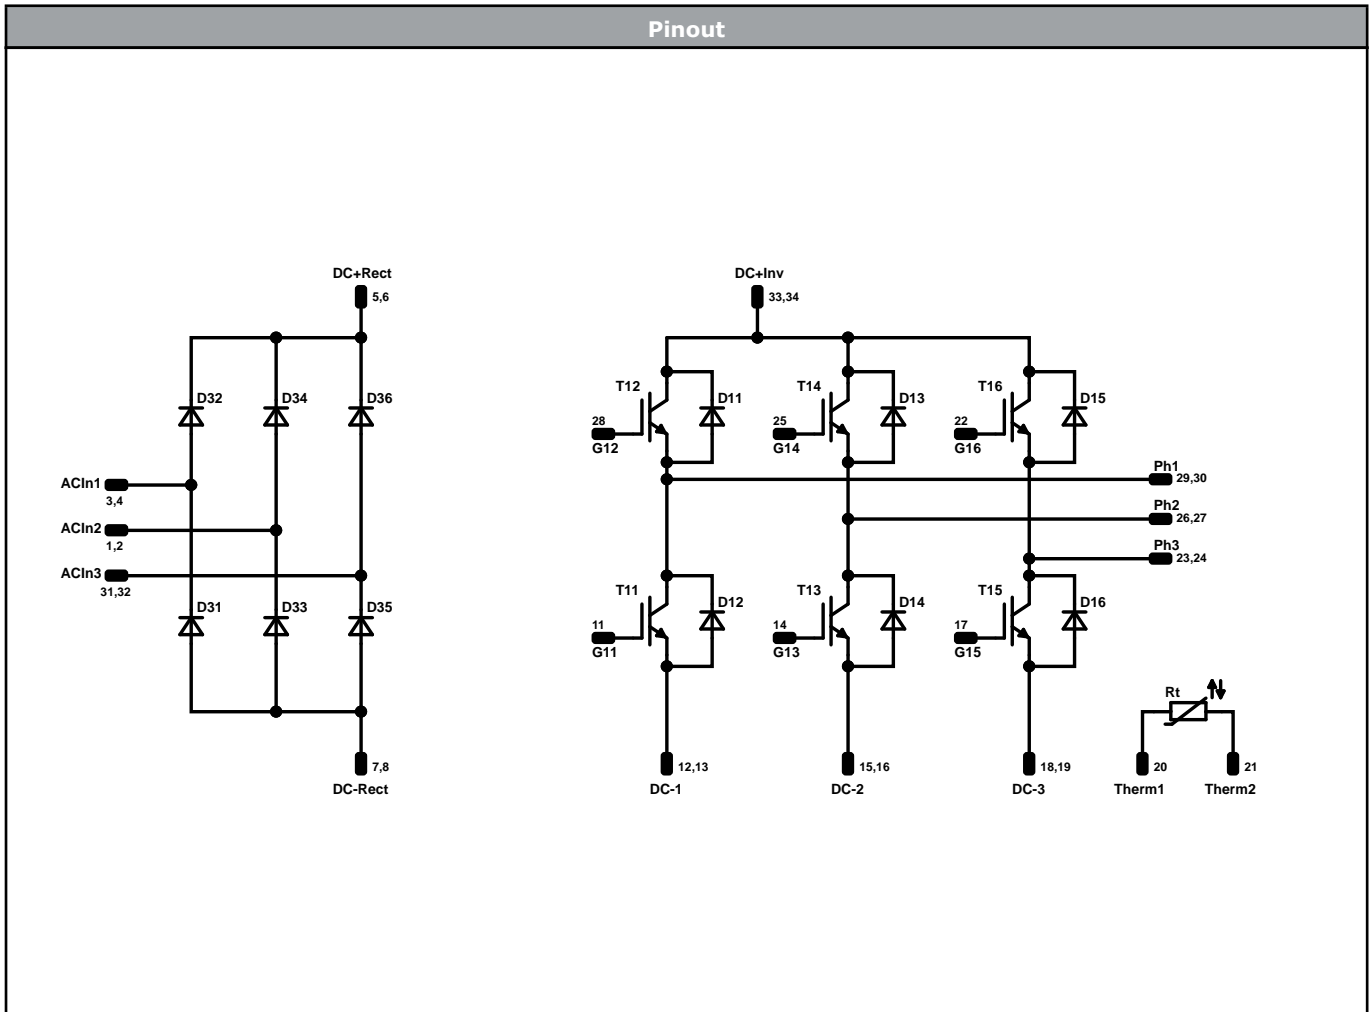 Pinout
DC+Rect
5,6
DC+Inv
33,34
D32
D34
D36
T12
D11
T14
D13
T16
D15
28
G12
25
G14
22
G16
ACIn1
3,4
ACIn2
1,2
ACIn3
31,32
Ph1
29,30
Ph2
26,27
Ph3
23,24
D31
D33
D35
T11
D12
T13
D14
T15
D16
11
G11
14
G13
17
G15
Rt
7,8
DC-Rect
12,13
DC-1
15,16
DC-2
18,19
DC-3
20
Therm1
21
Therm2